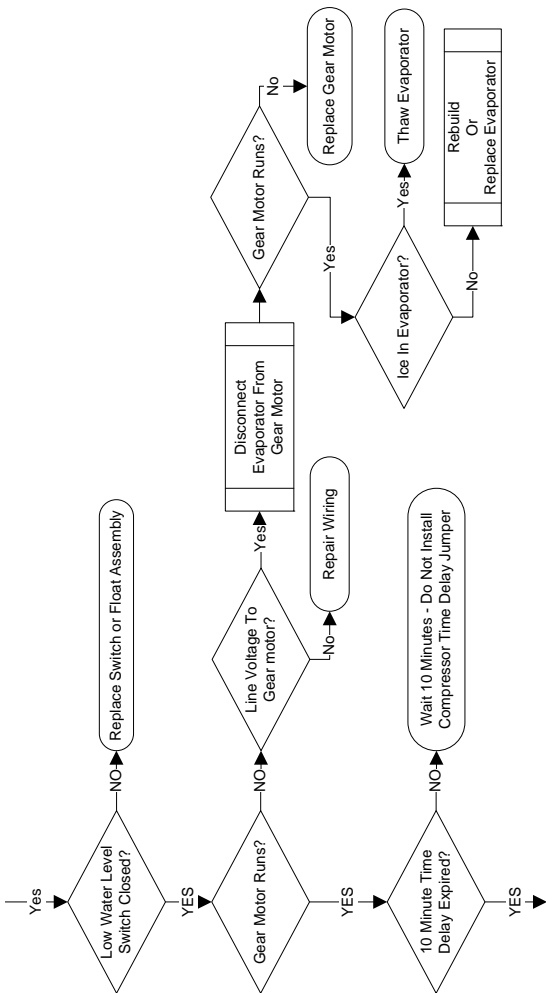 Yes
Low Water Level
Switch Closed?
NO
Replace Switch or Float Assembly
YES
Gear Motor Runs?
NO
Line Voltage To
Gear motor?
No
Repair Wiring
Yes
Disconnect
Evaporator From
Gear Motor
Gear Motor Runs?
No
Replace Gear Motor
Yes
Ice In Evaporator?
Yes
Thaw Evaporator
No
Rebuild
Or
Replace Evaporator
YES
10 Minute Time
Delay Expired?
NO
Wait 10 Minutes - Do Not Install
Compressor Time Delay Jumper
YES